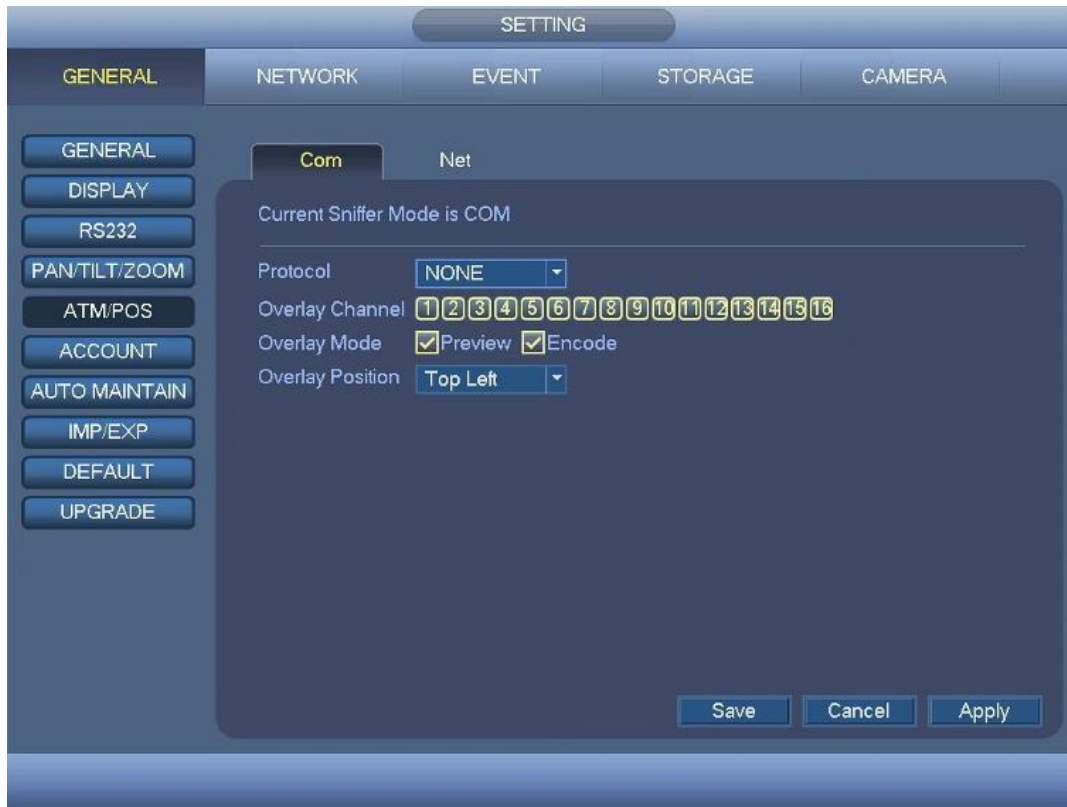 SETTING
GENERAL NETWORK EVENT STORAGE CAMERA
GENERAL
DISPLAY
RS232
PAN/TILT/ZOOM
ATM/POS
ACCOUNT
AUTO MAINTAIN
IMP/EXP
DEFAULT
UPGRADE
Com Net
Current Sniffer Mode is COM
Protocol NONE
Overlay Channel 1 2 3 4 5 6 7 8 9 10 11 12 13 14 15 16
Overlay Mode Preview Encode
Overlay Position Top Left
Save Cancel Apply